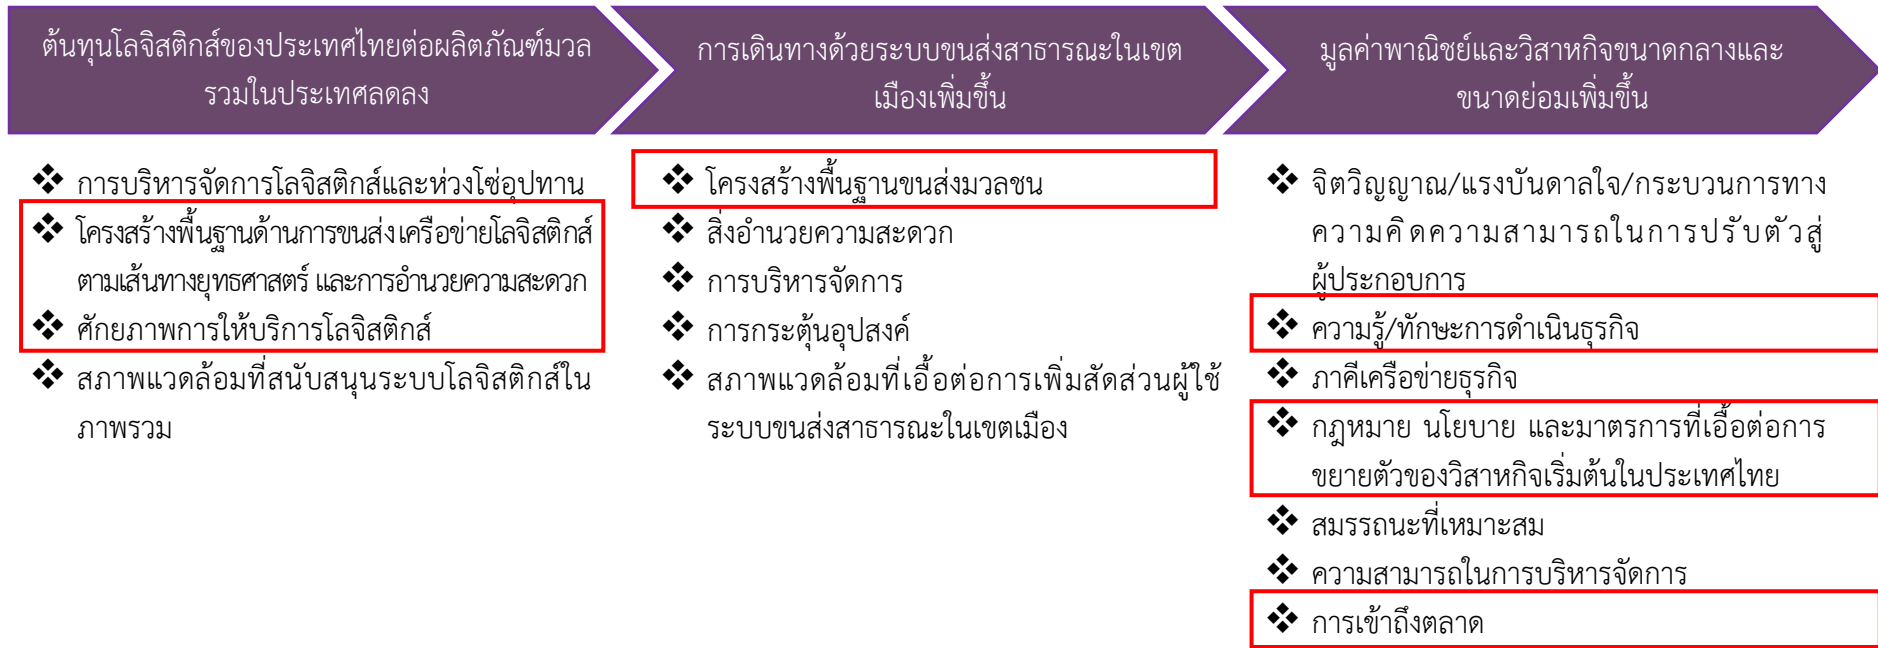 ต้นทุนโลจิสติกส์ของประเทศไทยต่อผลิตภัณฑ์มวล
รวมในประเทศลดลง
การเดินทางด้วยระบบขนส่งสาธารณะในเขต
เมืองเพิ่มขึ้น
มูลค่าพาณิชย์และวิสาหกิจขนาดกลางและ
ขนาดย่อมเพิ่มขึ้น
❖ การบริหารจัดการโลจิสติกส์และห่วงโซ่อุปทาน
❖ โครงสร้างพื้นฐานด้านการขนส่ง เครือข่ายโลจิสติกส์
ตามเส้นทางยุทธศาสตร์ และการอำนวยความสะดวก
❖ ศักยภาพการให้บริการโลจิสติกส์
❖ สภาพแวดล้อมที่สนับสนุนระบบโลจิสติกส์ใน
ภาพรวม
❖ โครงสร้างพื้นฐานขนส่งมวลชน
❖ สิ่งอำนวยความสะดวก
❖ การบริหารจัดการ
❖ การกระตุ้นอุปสงค์
❖ สภาพแวดล้อมที่เอื้อต่อการเพิ่มสัดส่วนผู้ใช้
ระบบขนส่งสาธารณะในเขตเมือง
❖ จิตวิญญาณ/แรงบันดาลใจ/กระบวนการทาง
ความคิดความสามารถในการปรับตัวสู่
ผู้ประกอบการ
❖ ความรู้/ทักษะการดำเนินธุรกิจ
❖ ภาคีเครือข่ายธุรกิจ
❖ กฎหมาย นโยบาย และมาตรการที่เอื้อต่อการ
ขยายตัวของวิสาหกิจเริ่มต้นในประเทศไทย
❖ สมรรถนะที่เหมาะสม
❖ ความสามารถในการบริหารจัดการ
❖ การเข้าถึงตลาด